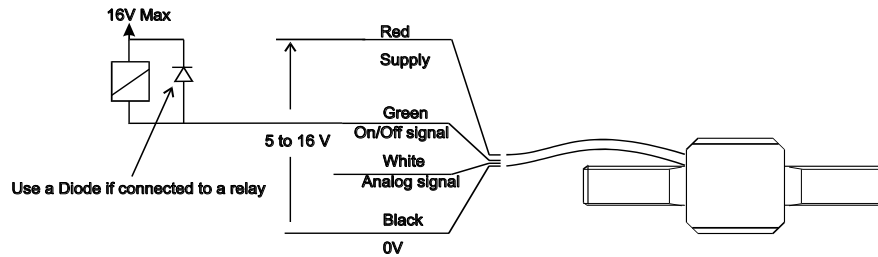 16V Max
Red
Supply
Green
On/Off signal
5 to 16 V
White
Analog signal
Use a Diode if connected to a relay
Black
0V